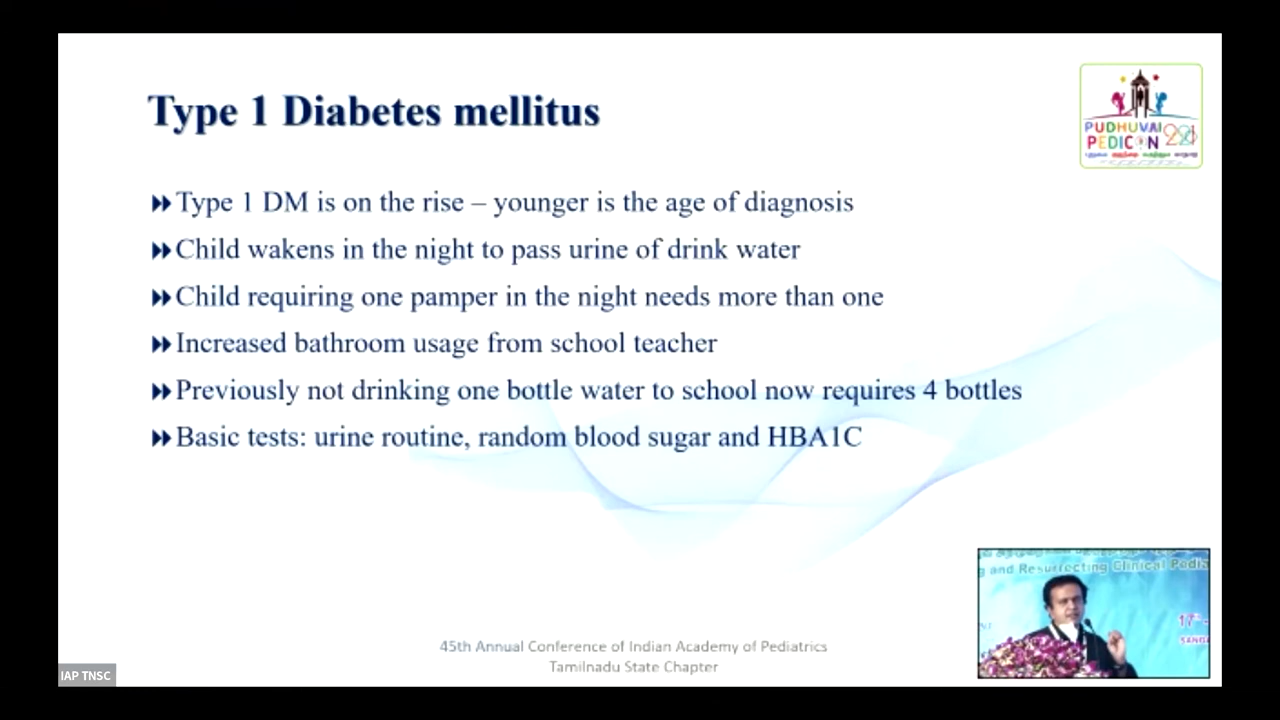 Type 1 Diabetes mellitus
PUDHUVAI
PEDICON 2021
Type 1 DM is on the rise – younger is the age of diagnosis
Child wakens in the night to pass urine of drink water
Child requiring one pamper in the night needs more than one
Increased bathroom usage from school teacher
Previously not drinking one bottle water to school now requires 4 bottles
Basic tests: urine routine, random blood sugar and HBA1C
g and Resurrecting Clinical Pedia
17
SAND
45th Annual Conference of Indian Academy of Pediatrics
Tamilnadu State Chapter
IAP TNSC